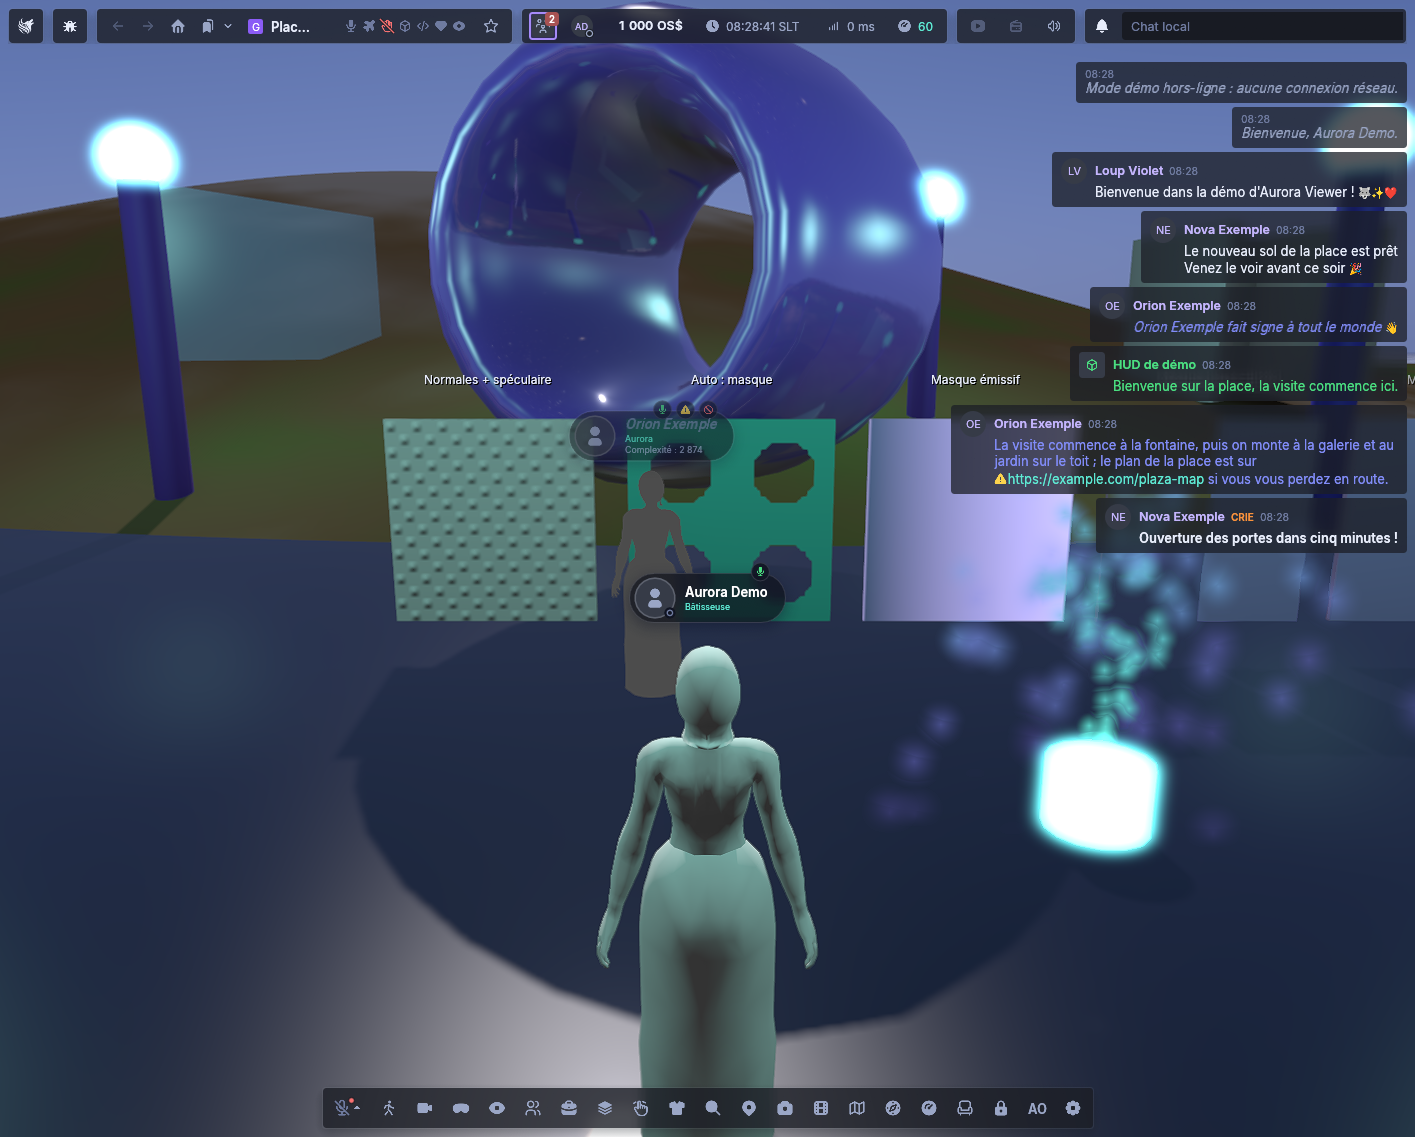 G Plac...
2
AD
1 000 OS$
08:28:41 SLT
0 ms
60
Chat local
08:28
Mode démo hors-ligne : aucune connexion réseau.
08:28
Bienvenue, Aurora Demo.
LV Loup Violet 08:28
Bienvenue dans la démo d'Aurora Viewer ! 🐺✨❤️
NE Nova Exemple 08:28
Le nouveau sol de la place est prêt
Venez le voir avant ce soir 🎉
OE Orion Exemple 08:28
Orion Exemple fait signe à tout le monde 👋
HUD de démo 08:28
Bienvenue sur la place, la visite commence ici.
OE Orion Exemple 08:28
La visite commence à la fontaine, puis on monte à la galerie et au
jardin sur le toit ; le plan de la place est sur
⚠️https://example.com/plaza-map si vous vous perdez en route.
NE Nova Exemple CRIE 08:28
Ouverture des portes dans cinq minutes !
Normales + spéculaire
Auto : masque
Masque émissif
M
Orion Exemple
Aurora
Complexité : 2 874
Aurora Demo
Bâtisseuse
AO